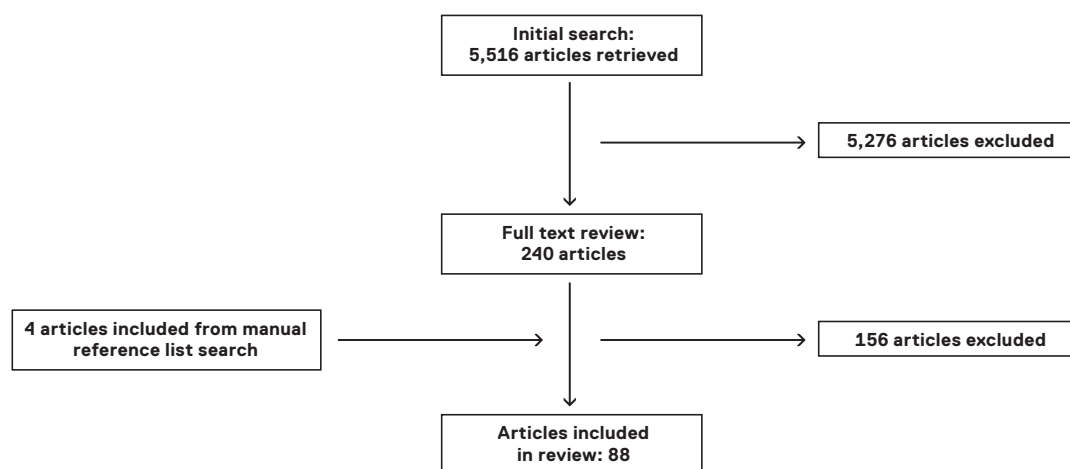 Initial search:
5,516 articles retrieved
5,276 articles excluded
Full text review:
240 articles
4 articles included from manual
reference list search
156 articles excluded
Articles included
in review: 88